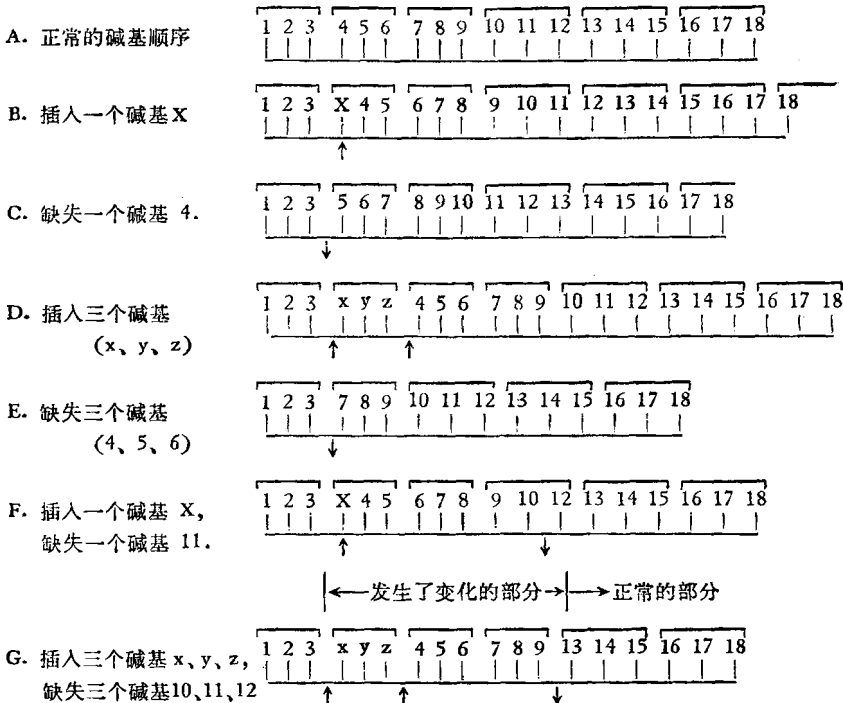 1 2 3 4 5 6 7 8 9 10 11 12 13 14 15 16 17 18
A. 正常的碱基顺序
1 2 3 X 4 5 6 7 8 9 10 11 12 13 14 15 16 17 18
B. 插入一个碱基X
1 2 3 5 6 7 8 9 10 11 12 13 14 15 16 17 18
C. 缺失一个碱基 4.
1 2 3 x y z 4 5 6 7 8 9 10 11 12 13 14 15 16 17 18
D. 插入三个碱基
(x、y、z)
1 2 3 7 8 9 10 11 12 13 14 15 16 17 18
E. 缺失三个碱基
(4、5、6)
1 2 3 X 4 5 6 7 8 9 10 12 13 14 15 16 17 18
F. 插入一个碱基 X,
缺失一个碱基 11.
发生了变化的部分 正常的部分
1 2 3 x y z 4 5 6 7 8 9 13 14 15 16 17 18
G. 插入三个碱基x、y、z,
缺失三个碱基10、11、12